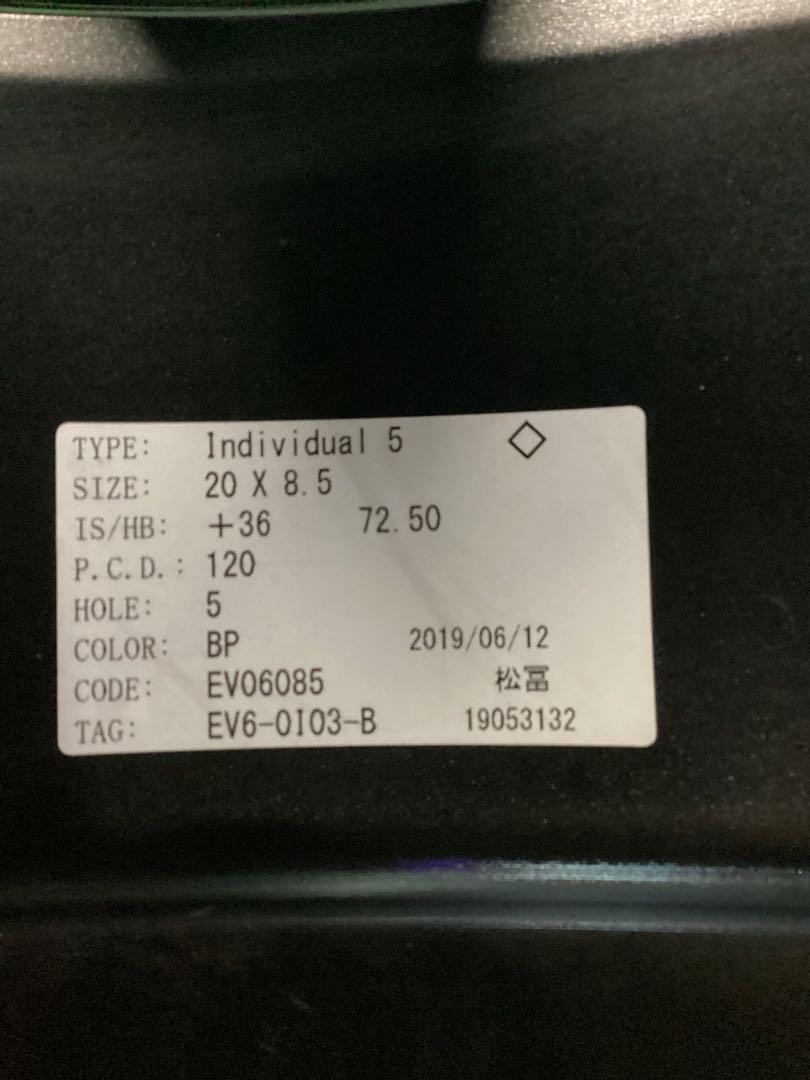 TYPE: Individual 5 ◇
SIZE: 20 X 8.5
IS/HB: +36 72.50
P.C.D.: 120
HOLE: 5
COLOR: BP 2019/06/12
CODE: EV06085 松冨
TAG: EV6-0I03-B 19053132